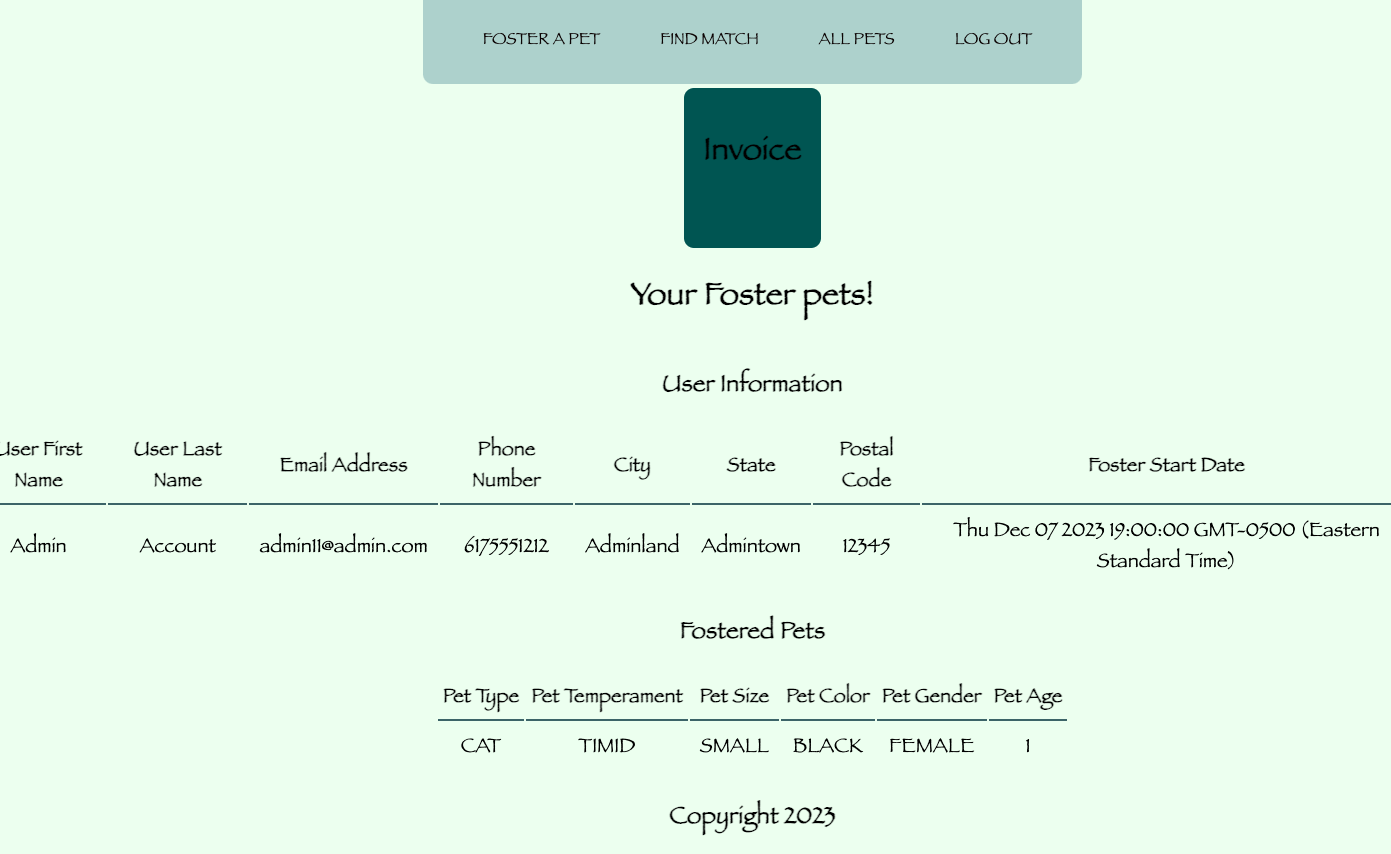 FOSTER A PET FIND MATCH ALL PETS LOG OUT
Invoice
Your Foster pets!
User Information
User First Name User Last Name Email Address Phone Number City State Postal Code Foster Start Date
Admin Account admin11@admin.com 6175551212 Adminland Admintown 12345 Thu Dec 07 2023 19:00:00 GMT-0500 (Eastern Standard Time)
Fostered Pets
Pet Type Pet Temperament Pet Size Pet Color Pet Gender Pet Age
CAT TIMID SMALL BLACK FEMALE 1
Copyright 2023